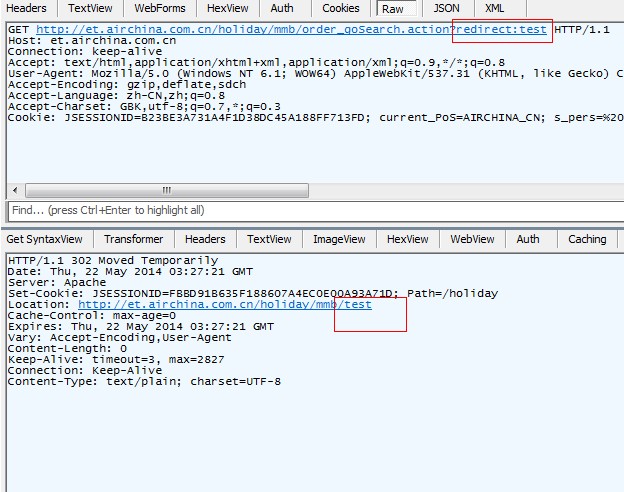 Headers TextView WebForms HexView Auth Cookies Raw JSON XML
GET http://et.airchina.com.cn/holiday/mmb/order_goSearch.action?redirect:test HTTP/1.1
Host: et.airchina.com.cn
Connection: keep-alive
Accept: text/html,application/xhtml+xml,application/xml;q=0.9,*/*;q=0.8
User-Agent: Mozilla/5.0 (Windows NT 6.1; WOW64) AppleWebKit/537.31 (KHTML, like Gecko) C
Accept-Encoding: gzip,deflate,sdch
Accept-Language: zh-CN,zh;q=0.8
Accept-Charset: GBK,utf-8;q=0.7,*;q=0.3
Cookie: JSESSIONID=B23BE3A731A4F1D38DC45A188FF713FD; current_PoS=AIRCHINA_CN; s_pers=%20
Find... (press Ctrl+Enter to highlight all)
Get SyntaxView Transformer Headers TextView ImageView HexView WebView Auth Caching
HTTP/1.1 302 Moved Temporarily
Date: Thu, 22 May 2014 03:27:21 GMT
Server: Apache
Set-Cookie: JSESSIONID=FBBD91B635F188607A4EC0E00A93A71D; Path=/holiday
Location: http://et.airchina.com.cn/holiday/mmb/test
Cache-Control: max-age=0
Expires: Thu, 22 May 2014 03:27:21 GMT
Vary: Accept-Encoding,User-Agent
Content-Length: 0
Keep-Alive: timeout=3, max=2827
Connection: Keep-Alive
Content-Type: text/plain; charset=UTF-8